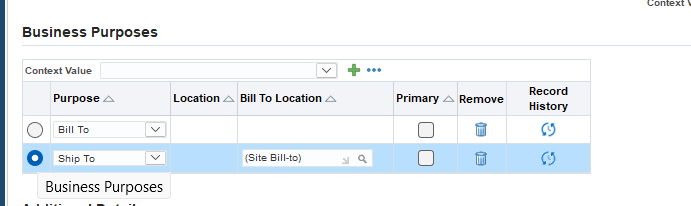 Context V
Business Purposes
Context Value
Purpose Location Bill To Location Primary Remove Record History
Bill To
Ship To (Site Bill-to)
Business Purposes